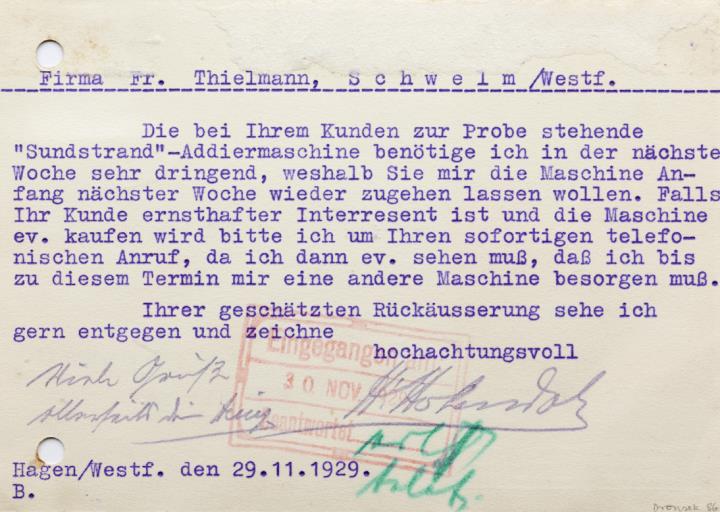 Firma Fr. Thielmann, S c h w e l m /Westf.
Die bei Ihrem Kunden zur Probe stehende
"Sundstrand"-Addiermaschine benötige ich in der nächste
Woche sehr dringend, weshalb Sie mir die Maschine An-
fang nächster Woche wieder zugehen lassen wollen. Falls
Ihr Kunde ernsthafter Interresent ist und die Maschine
ev. kaufen wird bitte ich um Ihren sofortigen telefo-
nischen Anruf, da ich dann ev. sehen muß, daß ich bis
zu diesem Termin mir eine andere Maschine besorgen muß.
Ihrer geschätzten Rückäusserung sehe ich
gern entgegen und zeichne
hochachtungsvoll
Eingegangen am
30 NOV
beantwortet
Viele Grüße
Hagen/Westf. den 29.11.1929.
B.